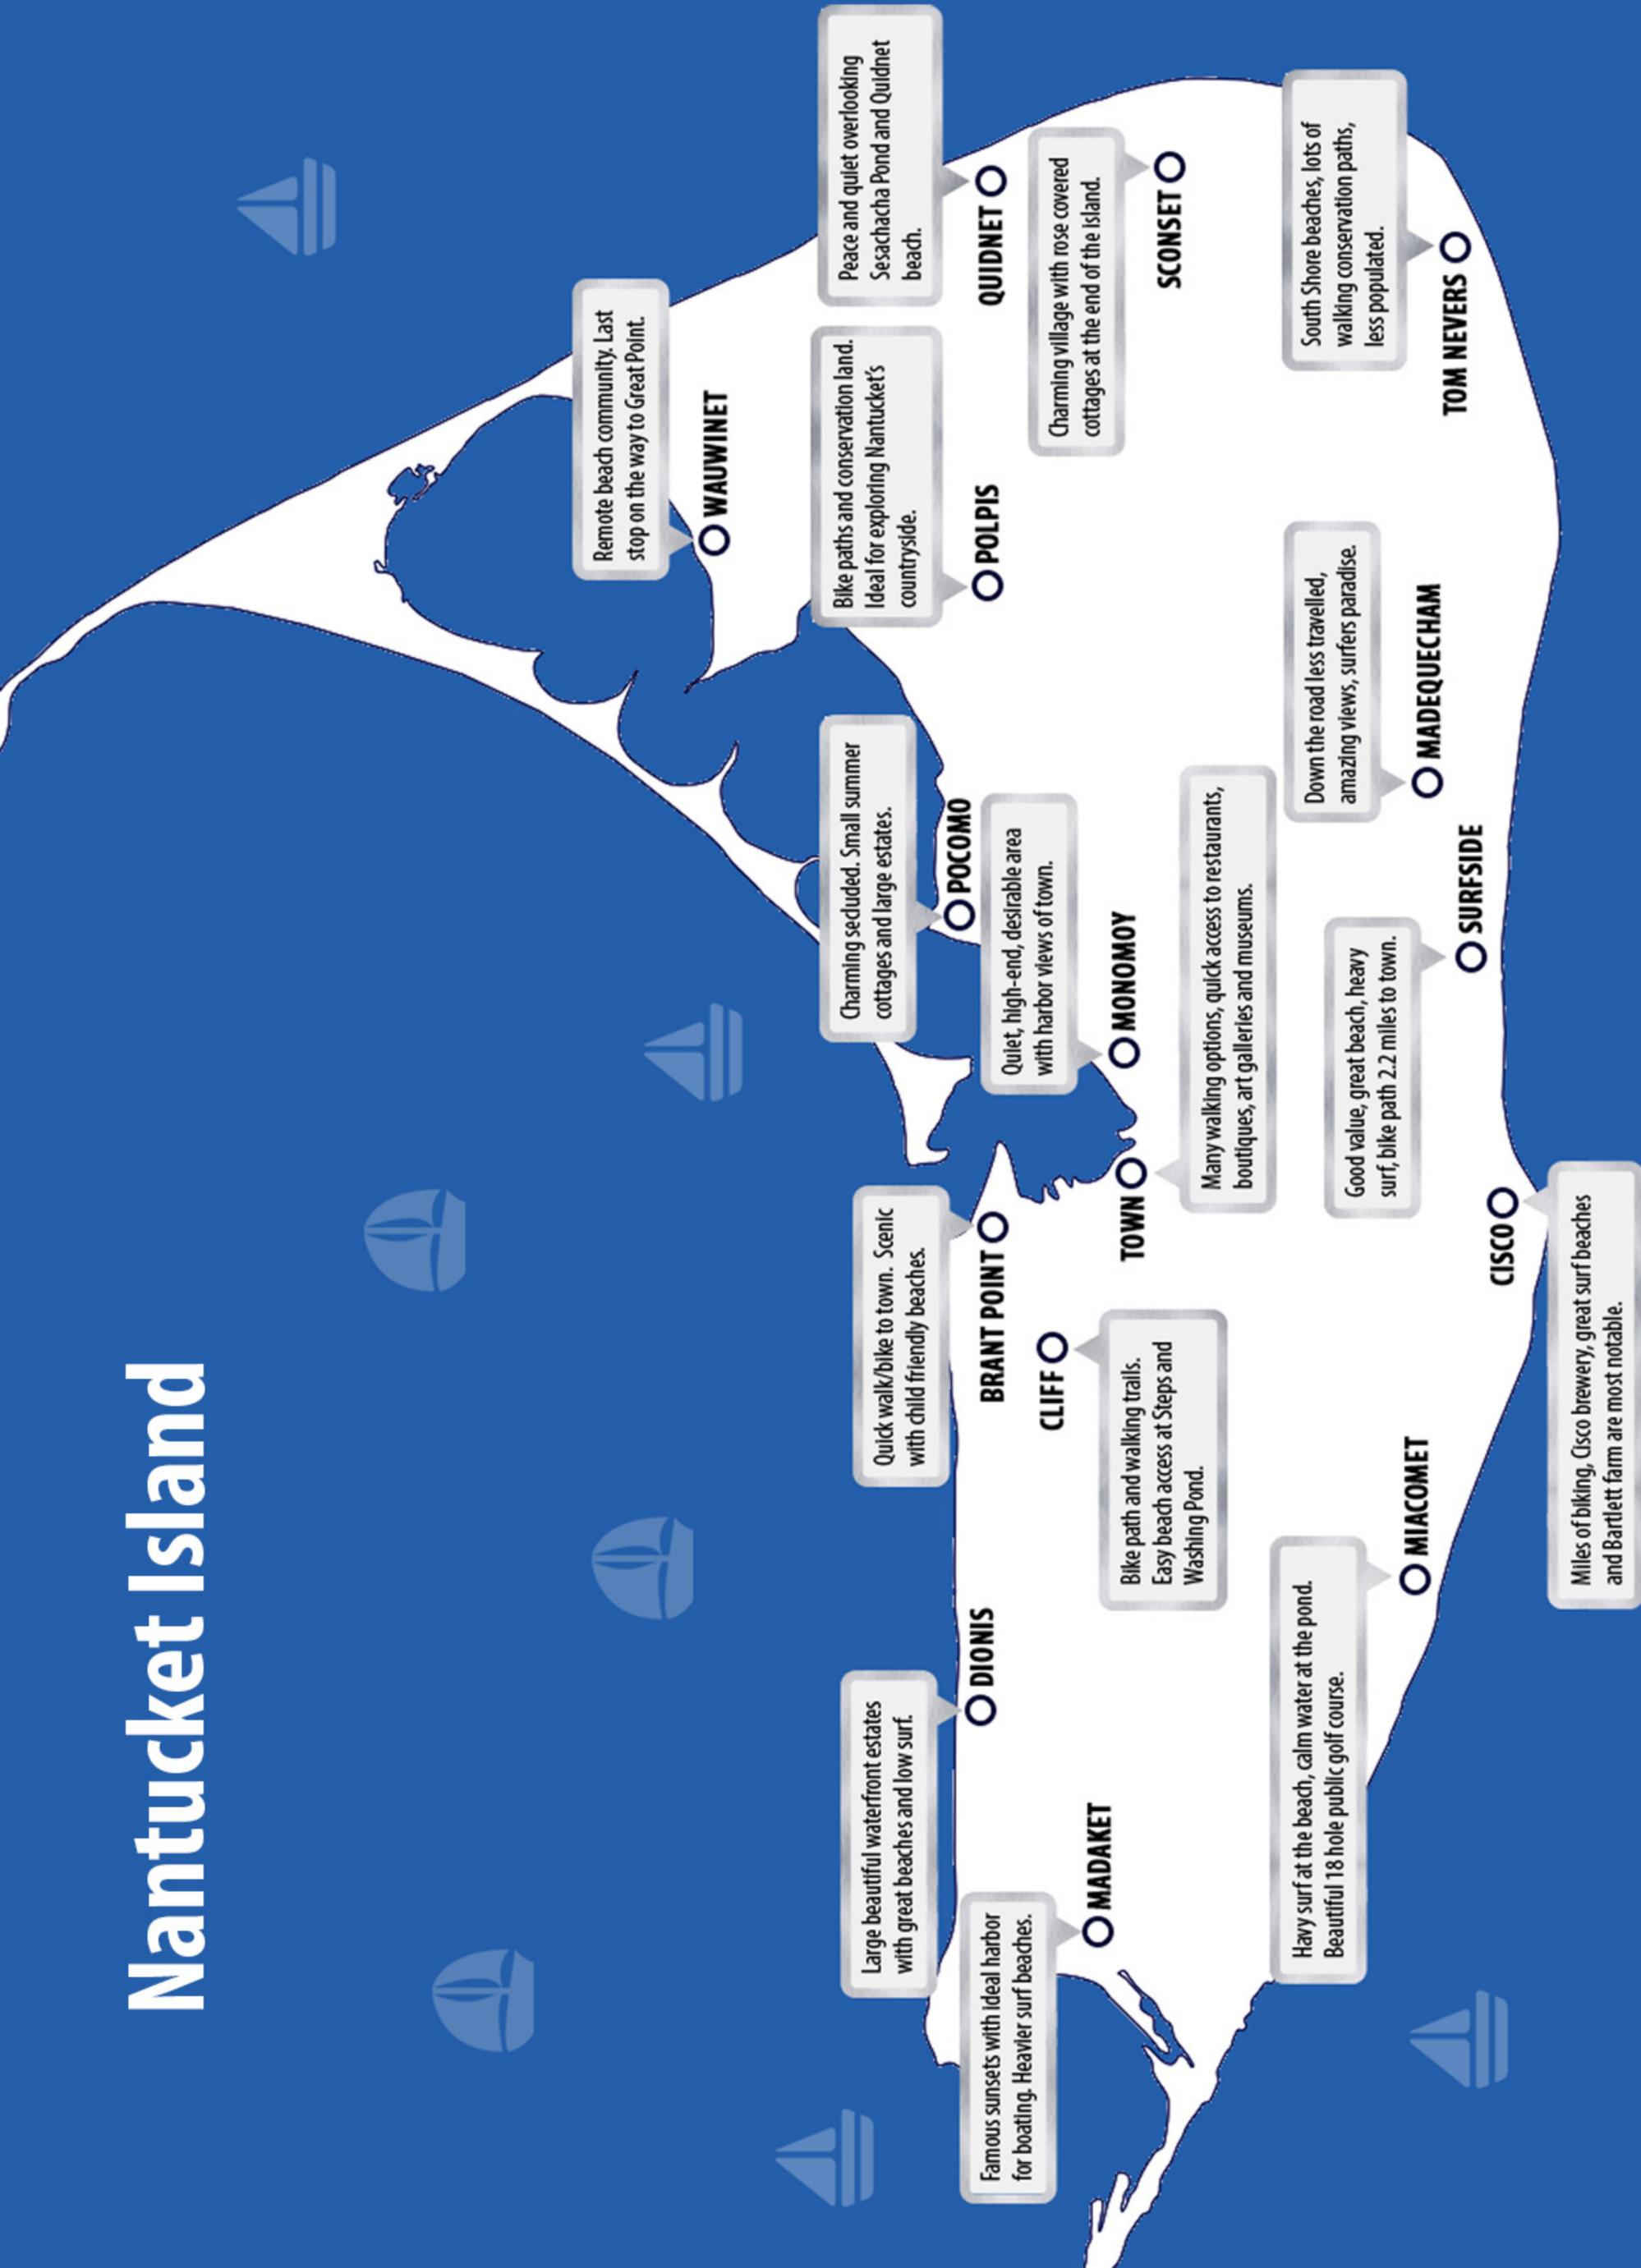 Nantucket Island
Remote beach community. Last
stop on the way to Great Point.
WAUWINET
Peace and quiet overlooking
Sesachacha Pond and Quidnet
beach.
QUIDNET
Bike paths and conservation land.
Ideal for exploring Nantucket's
countryside.
POLPIS
Charming secluded. Small summer
cottages and large estates.
POCOMO
Quick walk/bike to town. Scenic
with child friendly beaches.
BRANT POINT
Large beautiful waterfront estates
with great beaches and low surf.
DIONIS
Famous sunsets with ideal harbor
for boating. Heavier surf beaches.
MADAKET
CLIFF
Bike path and walking trails.
Easy beach access at Steps and
Washing Pond.
Quiet, high-end, desirable area
with harbor views of town.
MONOMOY
Charming village with rose covered
cottages at the end of the island.
SCONSET
TOWN
Many walking options, quick access to restaurants,
boutiques, art galleries and museums.
Havy surf at the beach, calm water at the pond.
Beautiful 18 hole public golf course.
MIACOMET
Good value, great beach, heavy
surf, bike path 2.2 miles to town.
SURFSIDE
Down the road less travelled,
amazing views, surfers paradise.
MADEQUECHAM
South Shore beaches, lots of
walking conservation paths,
less populated.
TOM NEVERS
CISCO
Miles of biking, Cisco brewery, great surf beaches
and Bartlett farm are most notable.